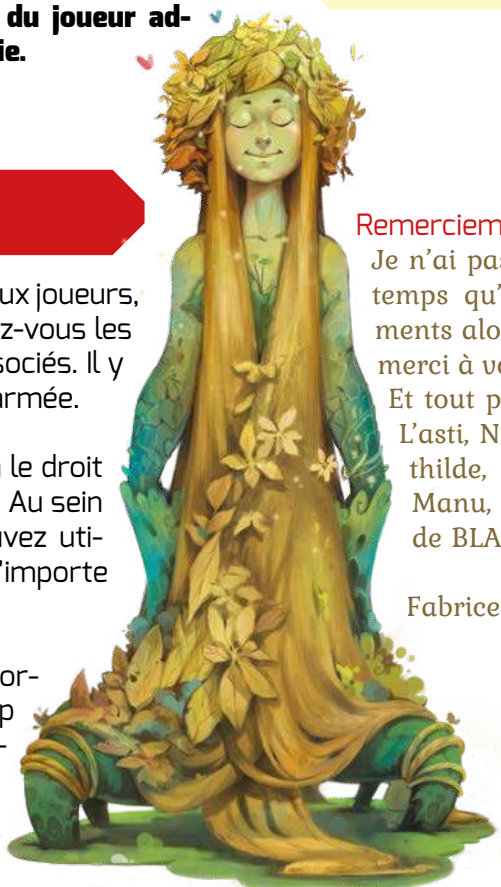 du joueur ad-
ie.
ux joueurs,
ez-vous les
sociés. Il y
armée.
le droit
Au sein
uvez uti-
'importe
or-
p
-
Remerciem
Je n'ai pas
temps qu'
ments alo
merci à vo
Et tout p
L'asti, N
thilde,
Manu,
de BLA
Fabrice